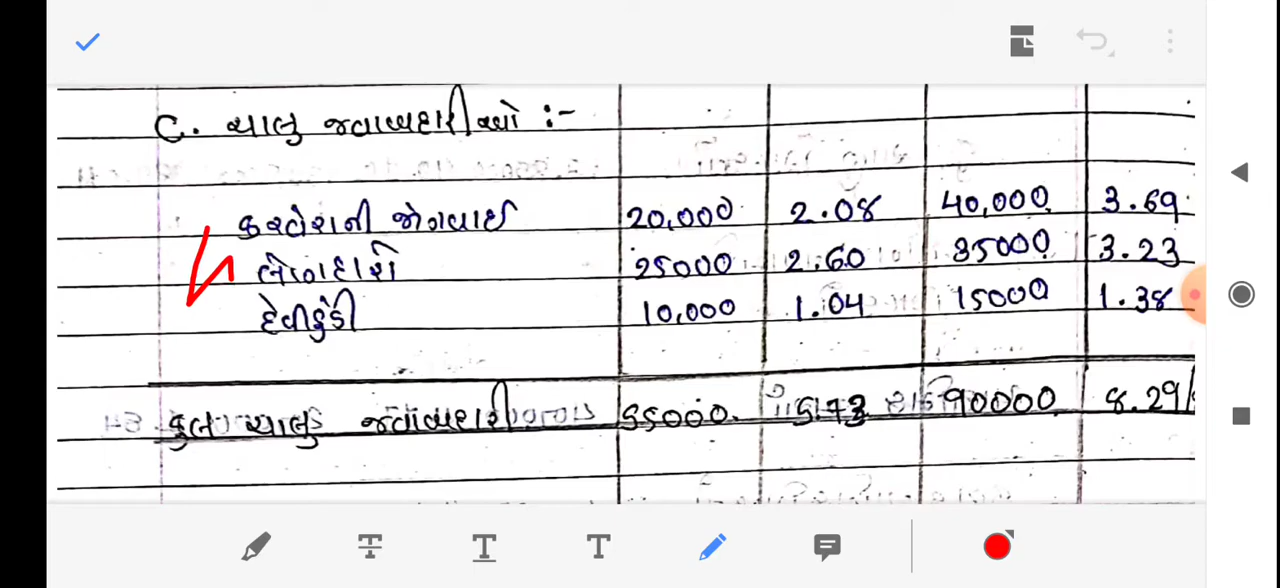 C. ચાલુ જવાબદારીઓ :-
કરવેરાની જોગવાઈ 20,000 2.08 40,000 3.69
લેણદારો 25000 2.60 35000 3.23
દેવીહુંડી 10,000 1.04 15000 1.38
કુલ ચાલુ જવાબદારી 55000. 5.73 90000 8.29